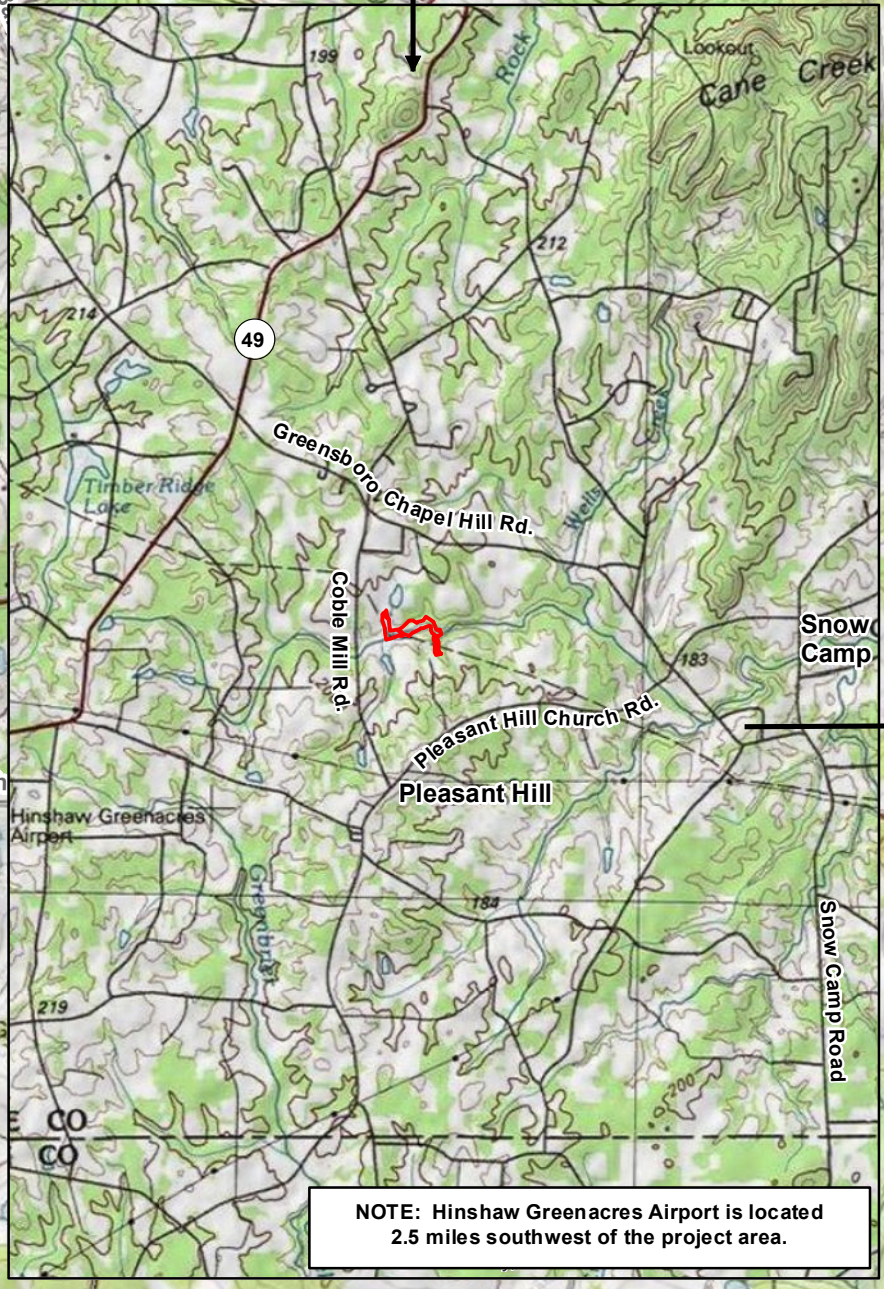 199
Rock
Lookout
Cane Creek
212
214
49
Creek
Greensboro Chapel Hill Rd.
Timber Ridge
Lake
Wells
Coble Mill Rd.
Snow
Camp
183
Pleasant Hill Church Rd.
Pleasant Hill
Hinshaw Greenacres
Airport
Greenbrier
184
Snow Camp Road
219
200
CO
CO
NOTE: Hinshaw Greenacres Airport is located
2.5 miles southwest of the project area.